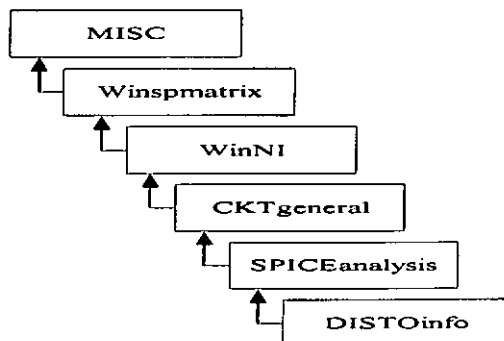 MISC
Winspmatrix
WinNI
CKTgeneral
SPICEanalysis
DISTOinfo